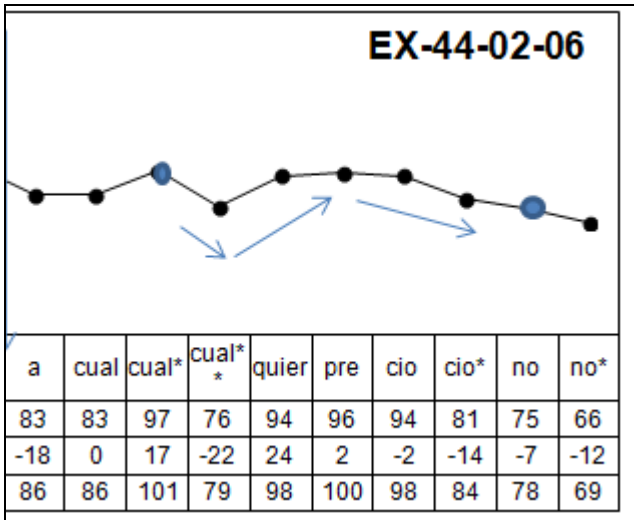 EX-44-02-06
a cual cual* cual** quier pre cio cio* no no*
83 83 97 76 94 96 94 81 75 66
-18 0 17 -22 24 2 -2 -14 -7 -12
86 86 101 79 98 100 98 84 78 69